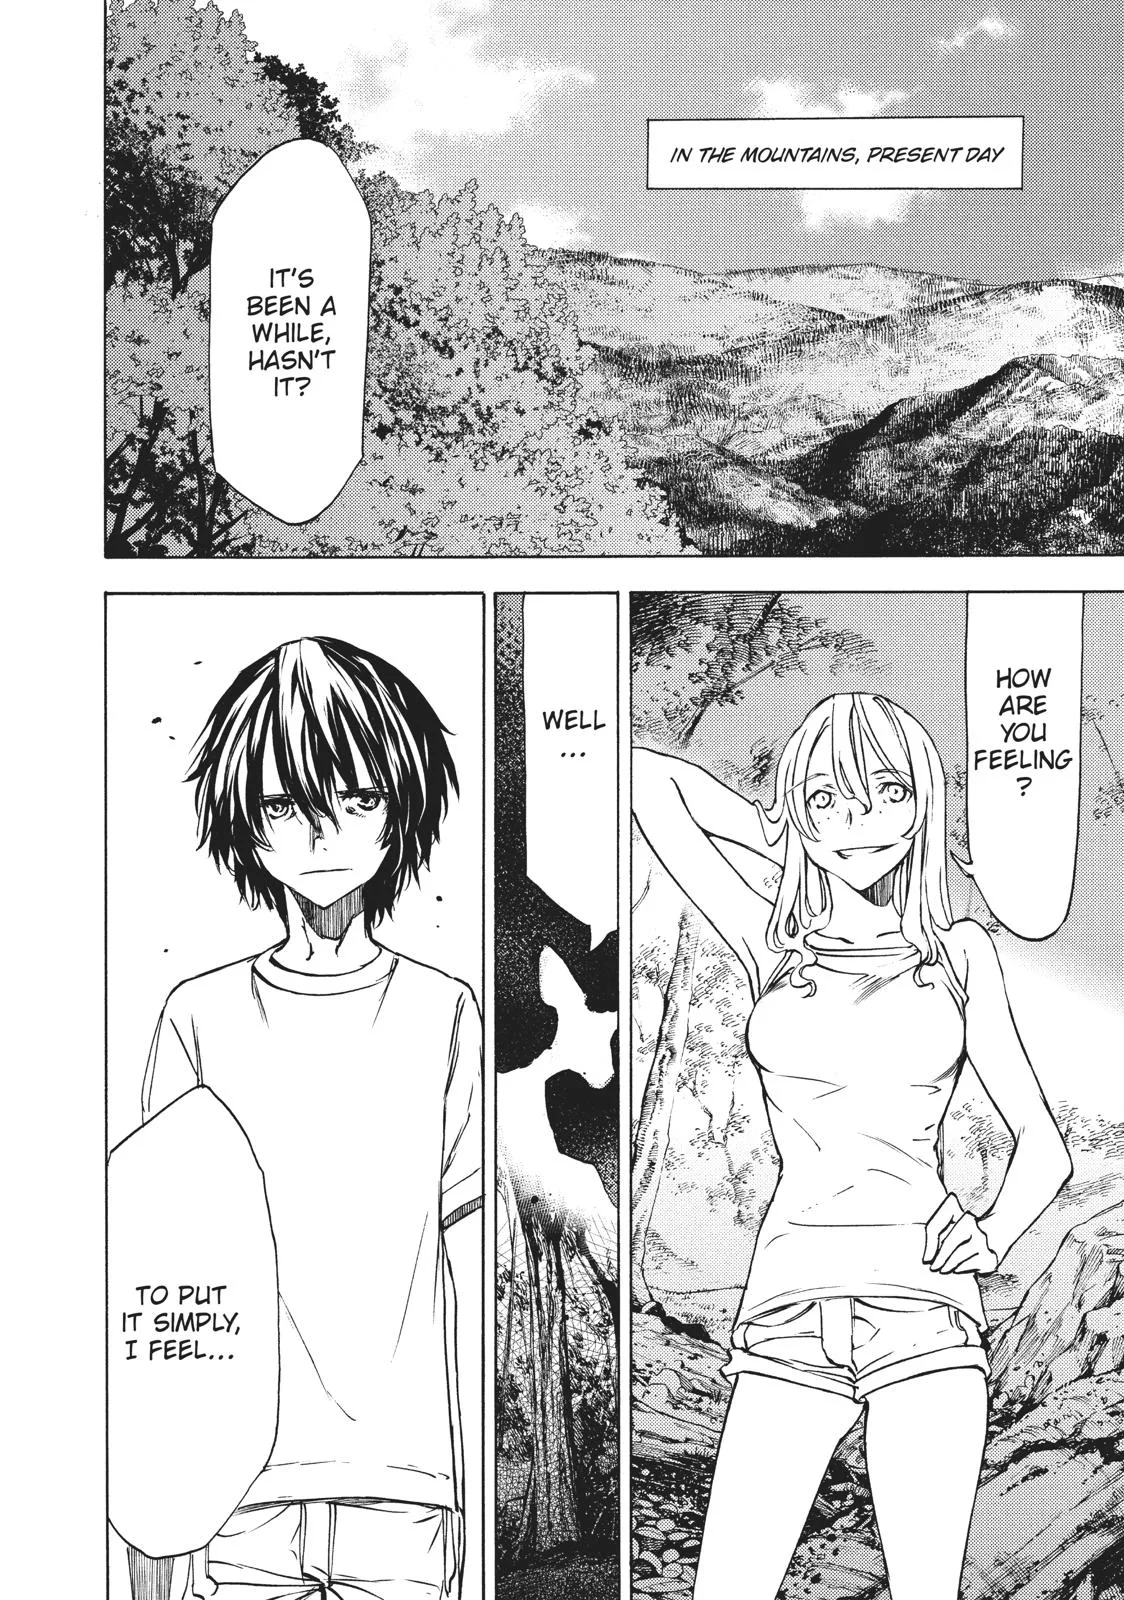 IN THE MOUNTAINS, PRESENT DAY
IT'S
BEEN A
WHILE,
HASN'T
IT?
HOW
ARE
YOU
FEELING
?
WELL
...
TO PUT
IT SIMPLY,
I FEEL...